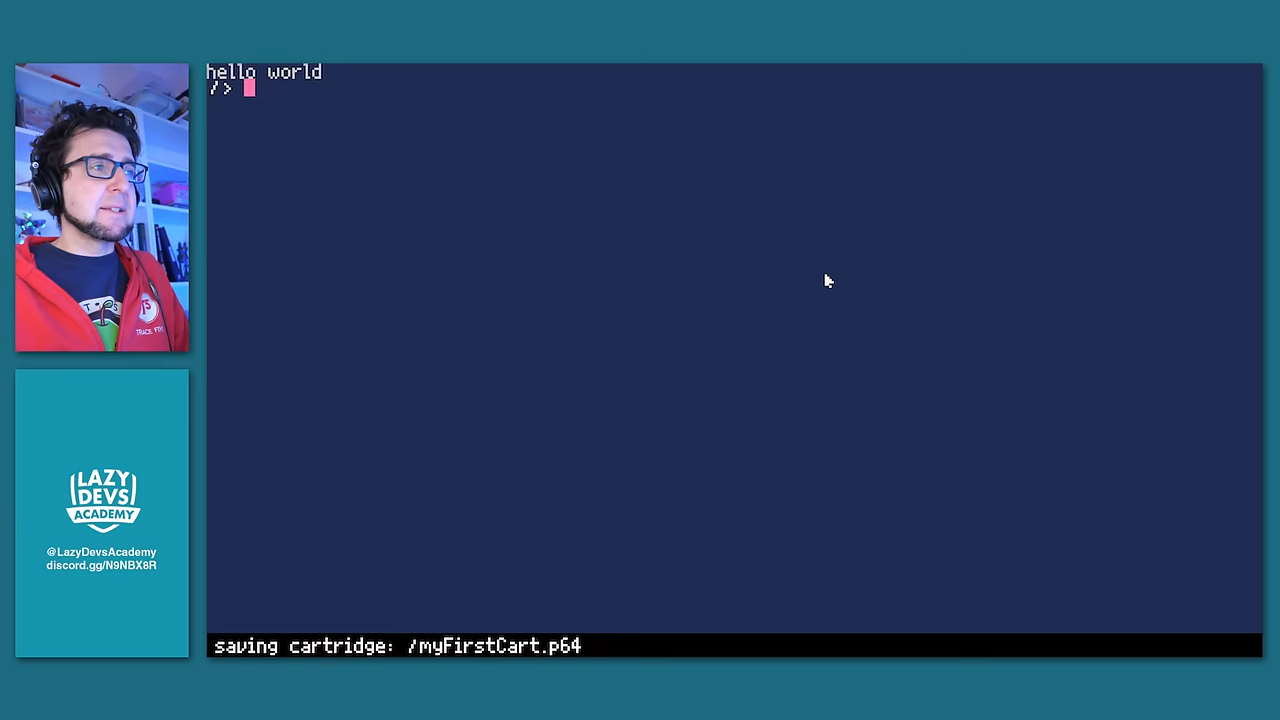 hello world
/>
LAZY
DEVS
ACADEMY
@LazyDevsAcademy
discord.gg/N9NBX8R
saving cartridge: /myFirstCart.p64